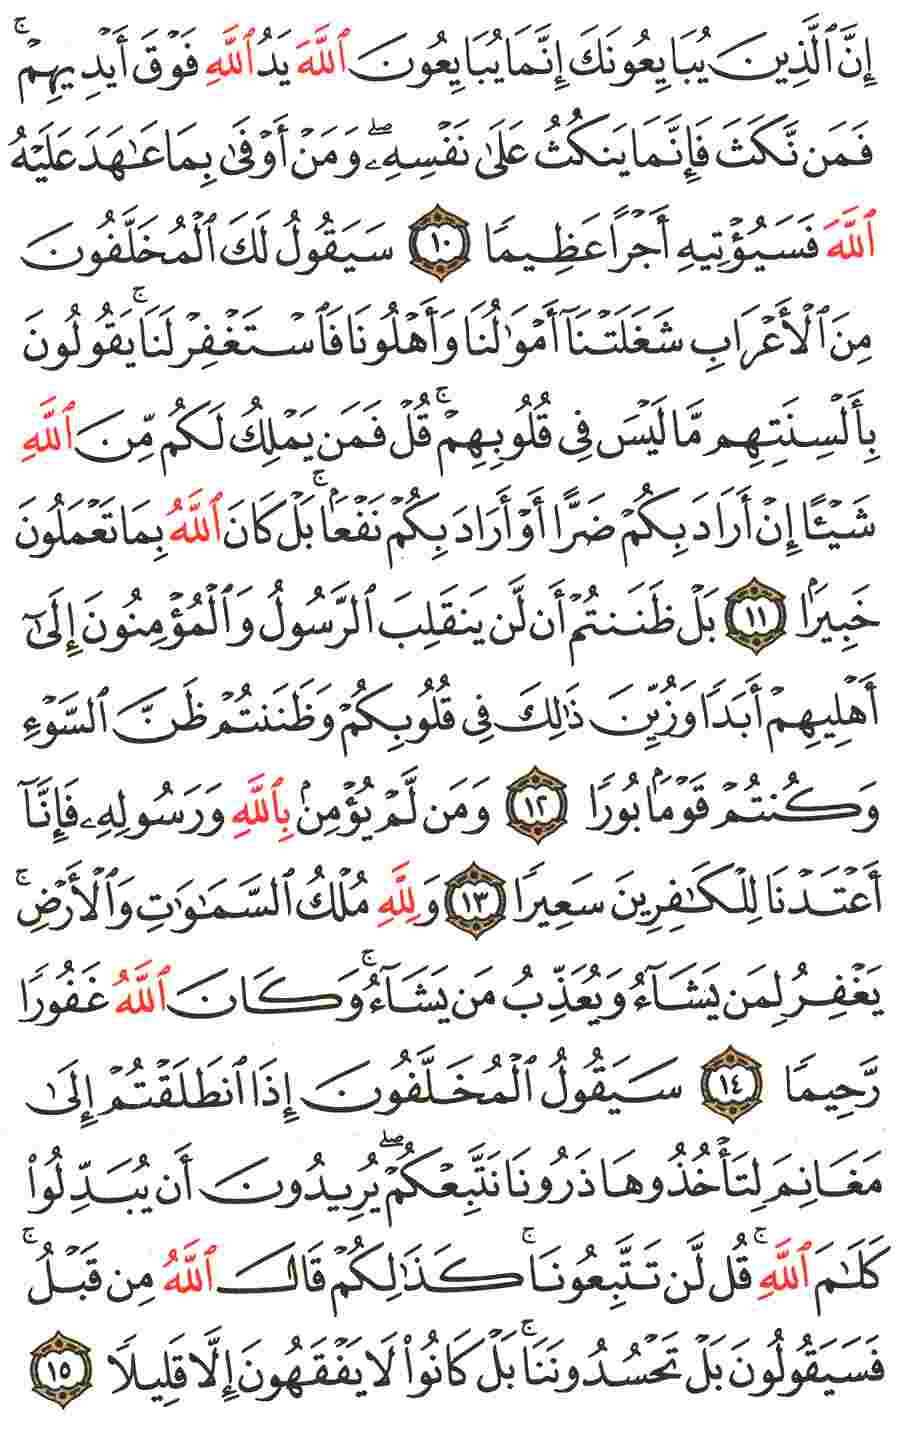 إِنَّ ٱلَّذِينَ يُبَايِعُونَكَ إِنَّمَا يُبَايِعُونَ ٱللَّهَ يَدُ ٱللَّهِ فَوْقَ أَيْدِيهِمْ ۚ
فَمَن نَّكَثَ فَإِنَّمَا يَنكُثُ عَلَىٰ نَفْسِهِۦ ۖ وَمَنْ أَوْفَىٰ بِمَا عَـٰهَدَ عَلَيْهُ
ٱللَّهَ فَسَيُؤْتِيهِ أَجْرًا عَظِيمًا ١٠ سَيَقُولُ لَكَ ٱلْمُخَلَّفُونَ
مِنَ ٱلْأَعْرَابِ شَغَلَتْنَآ أَمْوَٰلُنَا وَأَهْلُونَا فَٱسْتَغْفِرْ لَنَا ۚ يَقُولُونَ
بِأَلْسِنَتِهِم مَّا لَيْسَ فِى قُلُوبِهِمْ ۚ قُلْ فَمَن يَمْلِكُ لَكُم مِّنَ ٱللَّهِ
شَيْـًٔا إِنْ أَرَادَ بِكُمْ ضَرًّا أَوْ أَرَادَ بِكُمْ نَفْعًۢا ۚ بَلْ كَانَ ٱللَّهُ بِمَا تَعْمَلُونَ
خَبِيرًۢا ١١ بَلْ ظَنَنتُمْ أَن لَّن يَنقَلِبَ ٱلرَّسُولُ وَٱلْمُؤْمِنُونَ إِلَىٰٓ
أَهْلِيهِمْ أَبَدًا وَزُيِّنَ ذَٰلِكَ فِى قُلُوبِكُمْ وَظَنَنتُمْ ظَنَّ ٱلسَّوْءِ
وَكُنتُمْ قَوْمًۢا بُورًا ١٢ وَمَن لَّمْ يُؤْمِنۢ بِٱللَّهِ وَرَسُولِهِۦ فَإِنَّآ
أَعْتَدْنَا لِلْكَـٰفِرِينَ سَعِيرًا ١٣ وَلِلَّهِ مُلْكُ ٱلسَّمَـٰوَٰتِ وَٱلْأَرْضِ ۚ
يَغْفِرُ لِمَن يَشَآءُ وَيُعَذِّبُ مَن يَشَآءُ ۚ وَكَانَ ٱللَّهُ غَفُورًا
رَّحِيمًا ١٤ سَيَقُولُ ٱلْمُخَلَّفُونَ إِذَا ٱنطَلَقْتُمْ إِلَىٰ
مَغَانِمَ لِتَأْخُذُوهَا ذَرُونَا نَتَّبِعْكُمْ ۖ يُرِيدُونَ أَن يُبَدِّلُوا۟
كَلَـٰمَ ٱللَّهِ ۚ قُل لَّن تَتَّبِعُونَا ۚ كَذَٰلِكُمْ قَالَ ٱللَّهُ مِن قَبْلُ ۚ
فَسَيَقُولُونَ بَلْ تَحْسُدُونَنَا ۚ بَلْ كَانُوا۟ لَا يَفْقَهُونَ إِلَّا قَلِيلًا ١٥